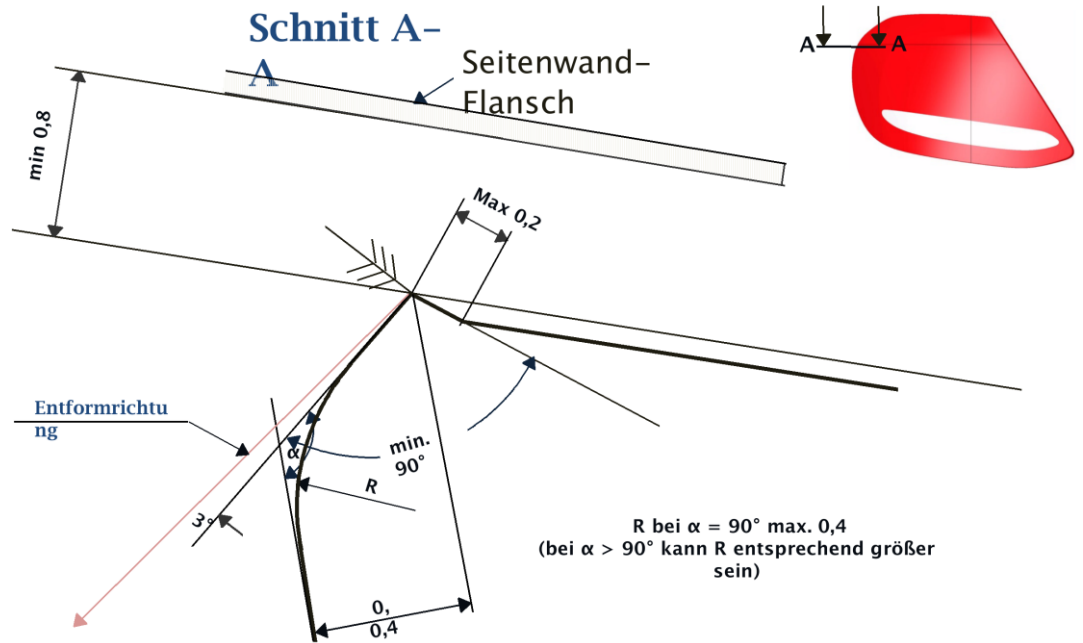 Schnitt A–
A
Seitenwand–
Flansch
A
A
min 0,8
Max 0,2
Entformrichtu
ng
min.
90°
α
R
3°
R bei α = 90° max. 0,4
(bei α > 90° kann R entsprechend größer
sein)
0,
0,4